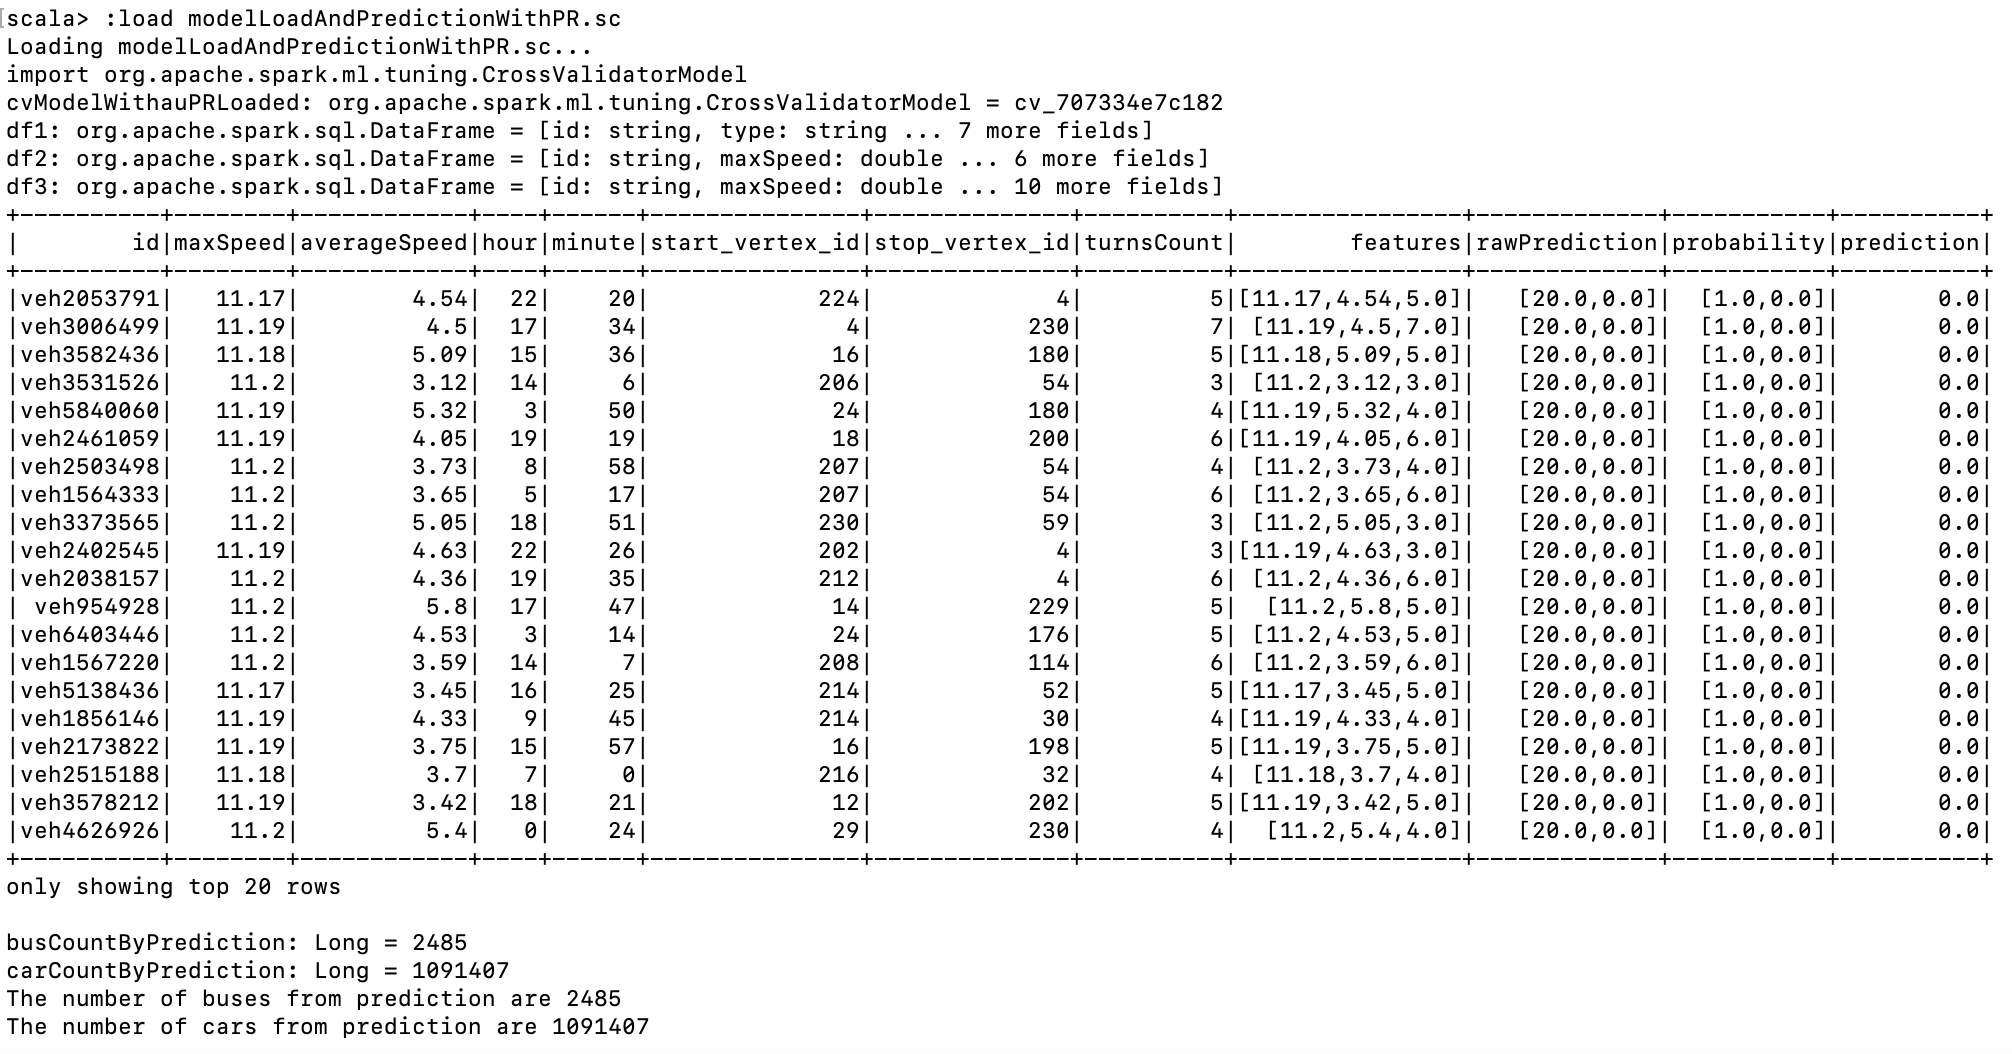 [scala> :load modelLoadAndPredictionWithPR.sc
Loading modelLoadAndPredictionWithPR.sc...
import org.apache.spark.ml.tuning.CrossValidatorModel
cvModelWithauPRLoaded: org.apache.spark.ml.tuning.CrossValidatorModel = cv_707334e7c182
df1: org.apache.spark.sql.DataFrame = [id: string, type: string ... 7 more fields]
df2: org.apache.spark.sql.DataFrame = [id: string, maxSpeed: double ... 6 more fields]
df3: org.apache.spark.sql.DataFrame = [id: string, maxSpeed: double ... 10 more fields]
+----------+--------+------------+----+------+---------------+--------------+----------+----------------+-------------+-----------+----------+
|        id|maxSpeed|averageSpeed|hour|minute|start_vertex_id|stop_vertex_id|turnsCount|        features|rawPrediction|probability|prediction|
+----------+--------+------------+----+------+---------------+--------------+----------+----------------+-------------+-----------+----------+
|veh2053791|   11.17|        4.54|  22|    20|            224|             4|         5|[11.17,4.54,5.0]|   [20.0,0.0]|  [1.0,0.0]|       0.0|
|veh3006499|   11.19|         4.5|  17|    34|              4|           230|         7| [11.19,4.5,7.0]|   [20.0,0.0]|  [1.0,0.0]|       0.0|
|veh3582436|   11.18|        5.09|  15|    36|             16|           180|         5|[11.18,5.09,5.0]|   [20.0,0.0]|  [1.0,0.0]|       0.0|
|veh3531526|    11.2|        3.12|  14|     6|            206|            54|         3| [11.2,3.12,3.0]|   [20.0,0.0]|  [1.0,0.0]|       0.0|
|veh5840060|   11.19|        5.32|   3|    50|             24|           180|         4|[11.19,5.32,4.0]|   [20.0,0.0]|  [1.0,0.0]|       0.0|
|veh2461059|   11.19|        4.05|  19|    19|             18|           200|         6|[11.19,4.05,6.0]|   [20.0,0.0]|  [1.0,0.0]|       0.0|
|veh2503498|    11.2|        3.73|   8|    58|            207|            54|         4| [11.2,3.73,4.0]|   [20.0,0.0]|  [1.0,0.0]|       0.0|
|veh1564333|    11.2|        3.65|   5|    17|            207|            54|         6| [11.2,3.65,6.0]|   [20.0,0.0]|  [1.0,0.0]|       0.0|
|veh3373565|    11.2|        5.05|  18|    51|            230|            59|         3| [11.2,5.05,3.0]|   [20.0,0.0]|  [1.0,0.0]|       0.0|
|veh2402545|   11.19|        4.63|  22|    26|            202|             4|         3|[11.19,4.63,3.0]|   [20.0,0.0]|  [1.0,0.0]|       0.0|
|veh2038157|    11.2|        4.36|  19|    35|            212|             4|         6| [11.2,4.36,6.0]|   [20.0,0.0]|  [1.0,0.0]|       0.0|
| veh954928|    11.2|         5.8|  17|    47|             14|           229|         5|  [11.2,5.8,5.0]|   [20.0,0.0]|  [1.0,0.0]|       0.0|
|veh6403446|    11.2|        4.53|   3|    14|             24|           176|         5| [11.2,4.53,5.0]|   [20.0,0.0]|  [1.0,0.0]|       0.0|
|veh1567220|    11.2|        3.59|  14|     7|            208|           114|         6| [11.2,3.59,6.0]|   [20.0,0.0]|  [1.0,0.0]|       0.0|
|veh5138436|   11.17|        3.45|  16|    25|            214|            52|         5|[11.17,3.45,5.0]|   [20.0,0.0]|  [1.0,0.0]|       0.0|
|veh1856146|   11.19|        4.33|   9|    45|            214|            30|         4|[11.19,4.33,4.0]|   [20.0,0.0]|  [1.0,0.0]|       0.0|
|veh2173822|   11.19|        3.75|  15|    57|             16|           198|         5|[11.19,3.75,5.0]|   [20.0,0.0]|  [1.0,0.0]|       0.0|
|veh2515188|   11.18|         3.7|   7|     0|            216|            32|         4| [11.18,3.7,4.0]|   [20.0,0.0]|  [1.0,0.0]|       0.0|
|veh3578212|   11.19|        3.42|  18|    21|             12|           202|         5|[11.19,3.42,5.0]|   [20.0,0.0]|  [1.0,0.0]|       0.0|
|veh4626926|    11.2|         5.4|   0|    24|             29|           230|         4|  [11.2,5.4,4.0]|   [20.0,0.0]|  [1.0,0.0]|       0.0|
+----------+--------+------------+----+------+---------------+--------------+----------+----------------+-------------+-----------+----------+
only showing top 20 rows

busCountByPrediction: Long = 2485
carCountByPrediction: Long = 1091407
The number of buses from prediction are 2485
The number of cars from prediction are 1091407